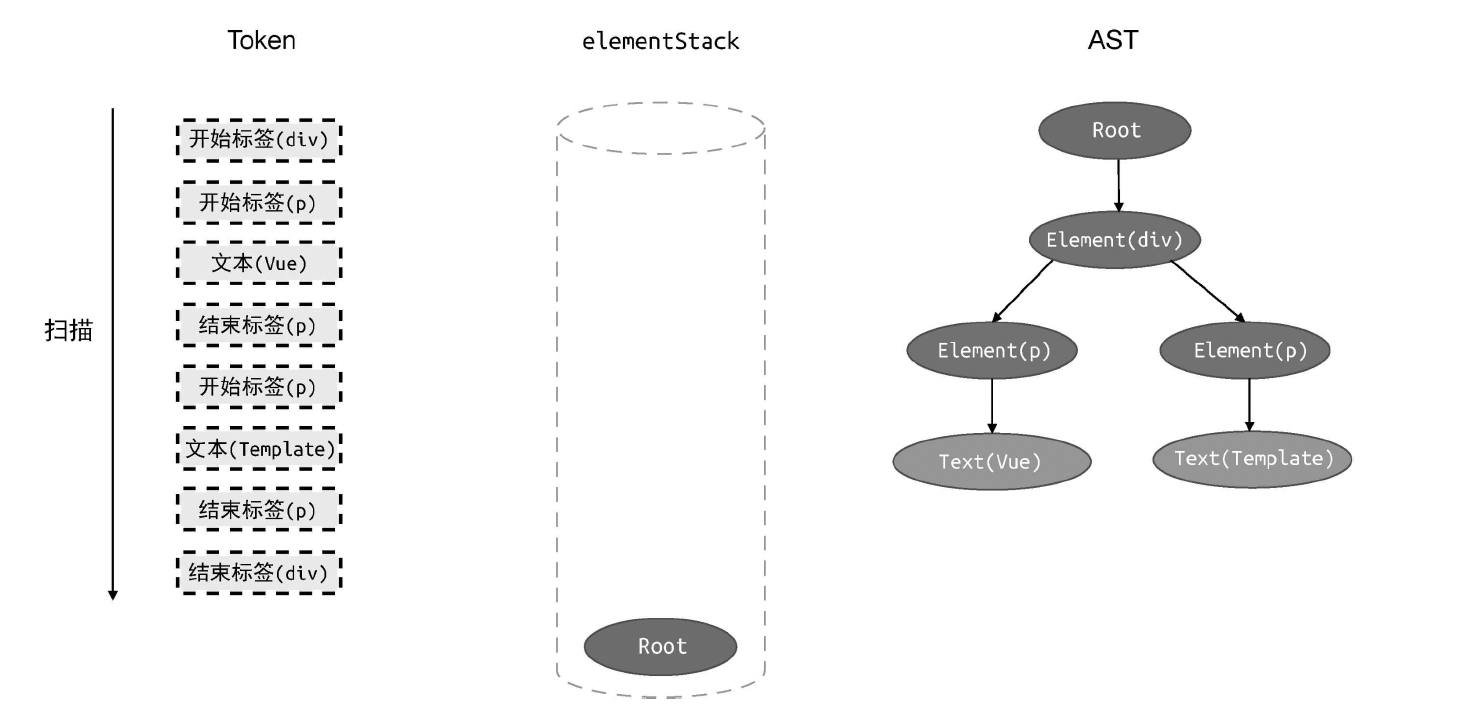 Token
elementStack
AST
扫描
开始标签(div)
开始标签(p)
文本(Vue)
结束标签(p)
开始标签(p)
文本(Template)
结束标签(p)
结束标签(div)
Root
Root
Element(div)
Element(p)
Element(p)
Text(Vue)
Text(Template)